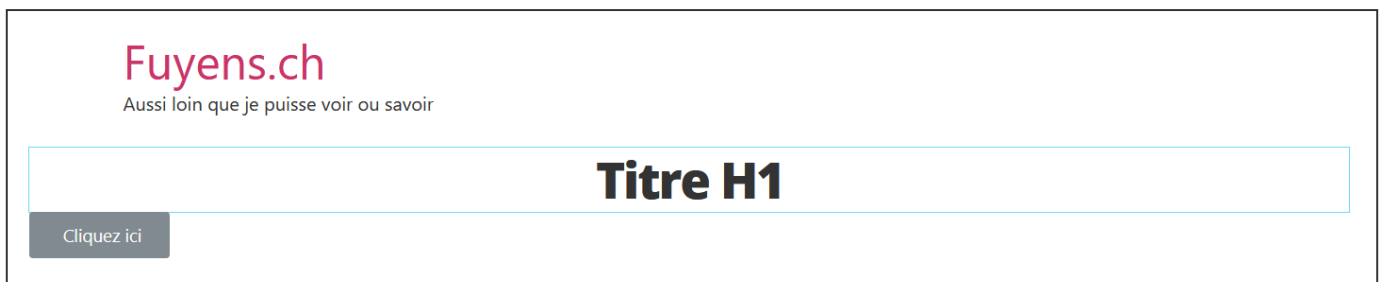 Fuyens.ch
Aussi loin que je puisse voir ou savoir
Titre H1
Cliquez ici